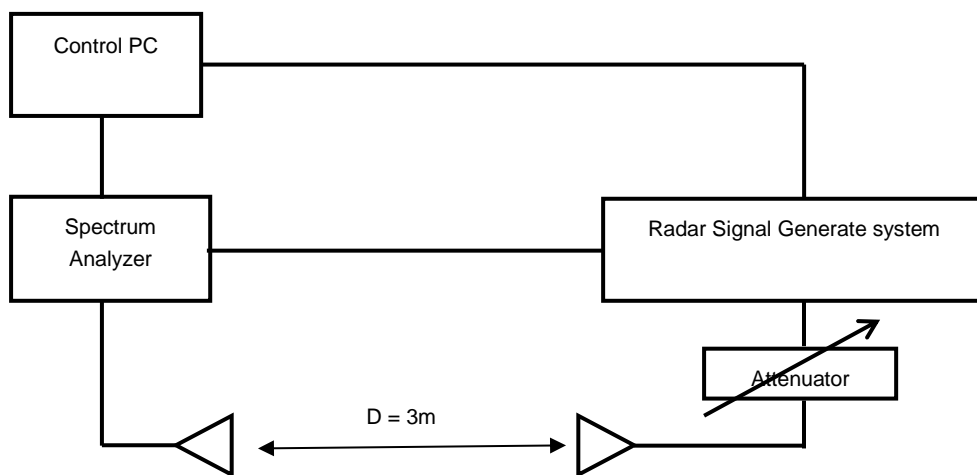 Control PC
Spectrum
Analyzer
Radar Signal Generate system
Attenuator
D = 3m